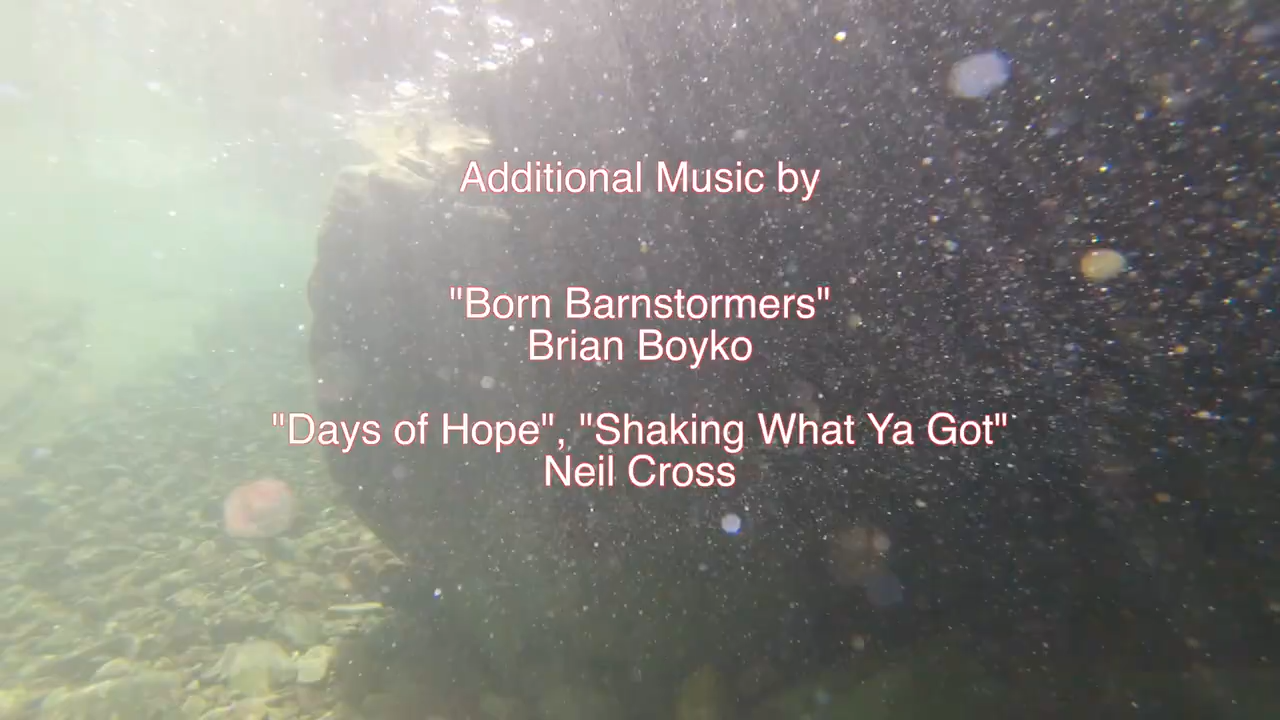 Additional Music by
"Born Barnstormers"
Brian Boyko
"Days of Hope", "Shaking What Ya Got"
Neil Cross